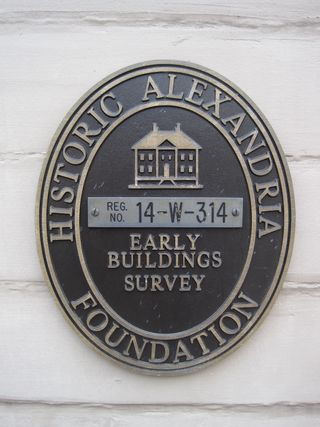 HISTORIC ALEXANDRIA
REG. NO. 14-W-314
EARLY
BUILDINGS
SURVEY
FOUNDATION